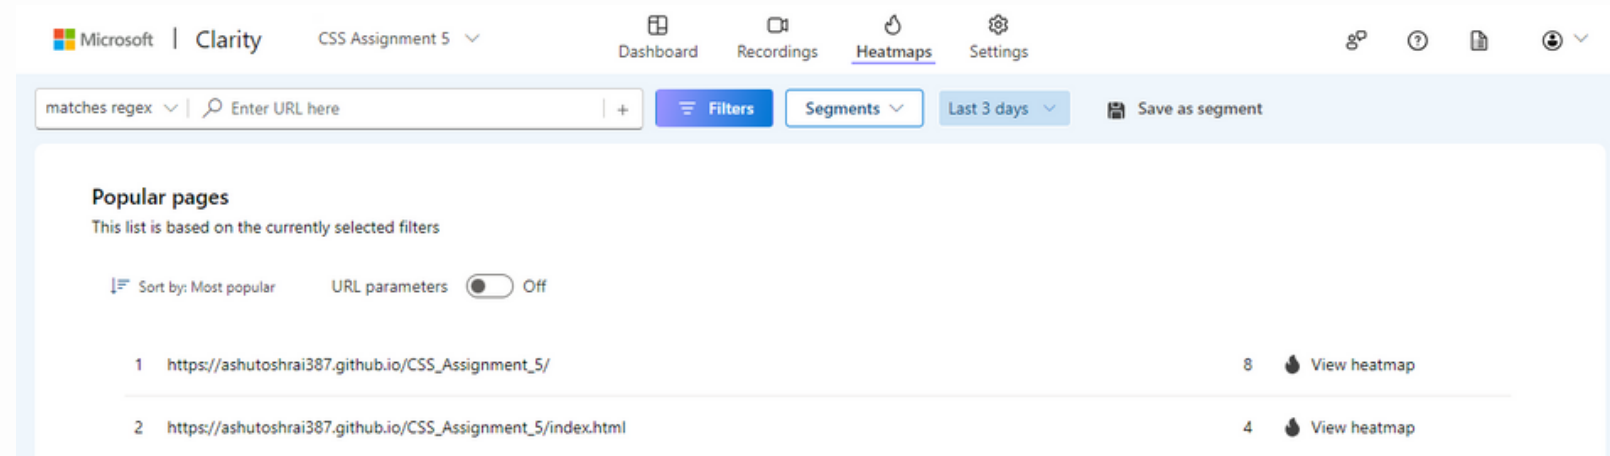 Microsoft | Clarity CSS Assignment 5 Dashboard Recordings Heatmaps Settings
matches regex Enter URL here + Filters Segments Last 3 days Save as segment
Popular pages
This list is based on the currently selected filters
Sort by: Most popular URL parameters Off
1 https://ashutoshrai387.github.io/CSS_Assignment_5/ 8 View heatmap
2 https://ashutoshrai387.github.io/CSS_Assignment_5/index.html 4 View heatmap